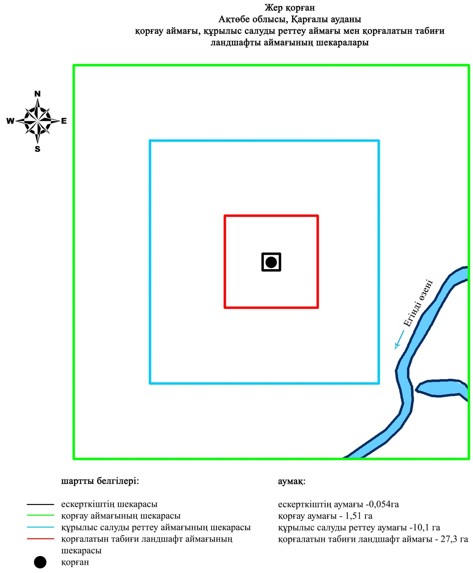 Жер қорған
Ақтөбе облысы, Қарғалы ауданы
қорғау аймағы, құрылыс салуды реттеу аймағы мен қорғалатын табиғи
ландшафты аймағының шекаралары
N
W E
S
Егінді өзені
шартты белгілері: аумақ:
ескерткіштің шекарасы ескерткіштің аумағы -0,054га
қорғау аймағының шекарасы қорғау аумағы - 1,51 га
құрылыс салуды реттеу аймағының шекарасы құрылыс салуды реттеу аумағы -10,1 га
қорғалатын табиғи ландшафт аймағының қорғалатын табиғи ландшафт аумағы - 27,3 га
шекарасы
қорған